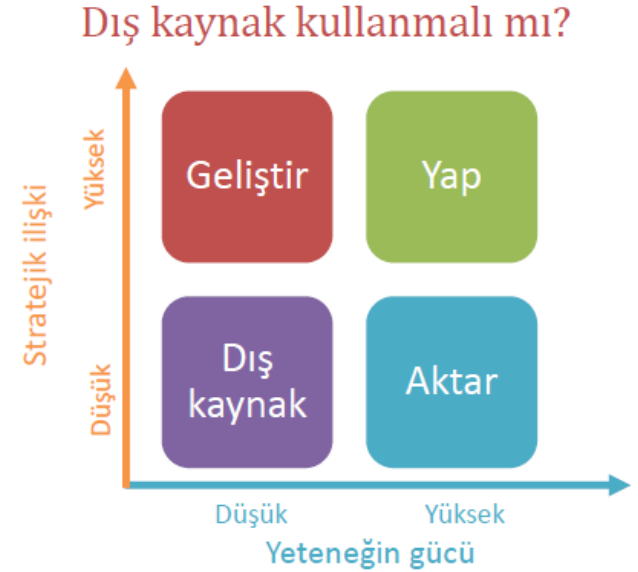 Dış kaynak kullanmalı mı?
Stratejik ilişki
Yüksek
Düşük
Geliştir
Yap
Dış
kaynak
Aktar
Düşük
Yüksek
Yeteneğin gücü